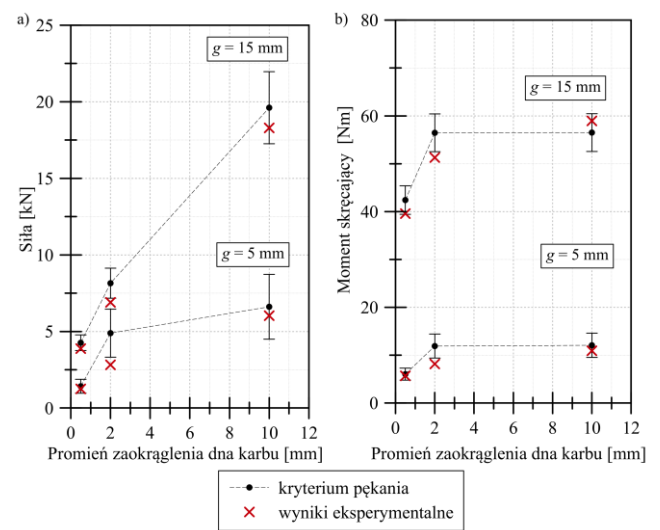 a)
g = 15 mm
g = 5 mm
Siła [kN]
25
20
15
10
5
0
0 2 4 6 8 10 12
Promień zaokrąglenia dna karbu [mm]
b)
g = 15 mm
g = 5 mm
Moment skręcający [Nm]
80
60
40
20
0
0 2 4 6 8 10 12
Promień zaokrąglenia dna karbu [mm]
kryterium pękania
wyniki eksperymentalne